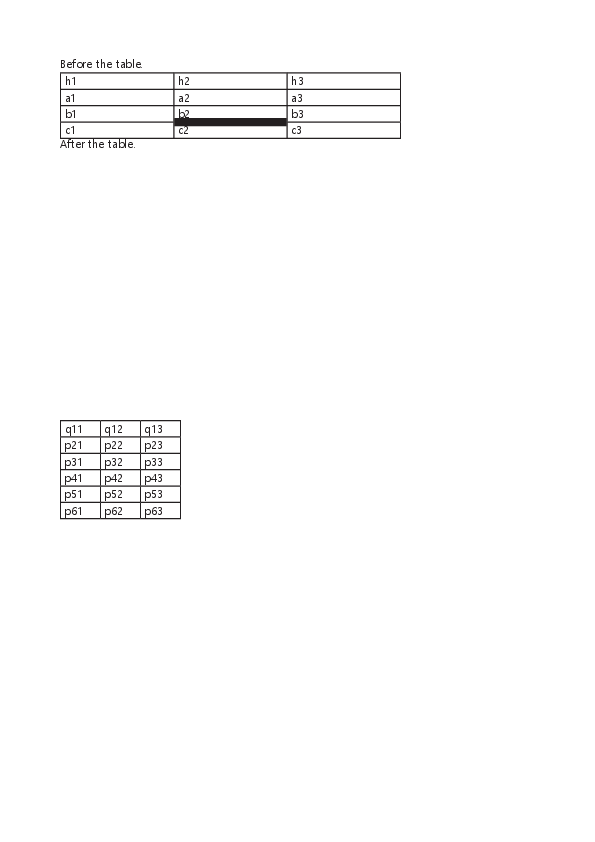 Before the table.
h1 h2 h3
a1 a2 a3
b1 b2 b3
c1 c2 c3
After the table.
q11 q12 q13
p21 p22 p23
p31 p32 p33
p41 p42 p43
p51 p52 p53
p61 p62 p63